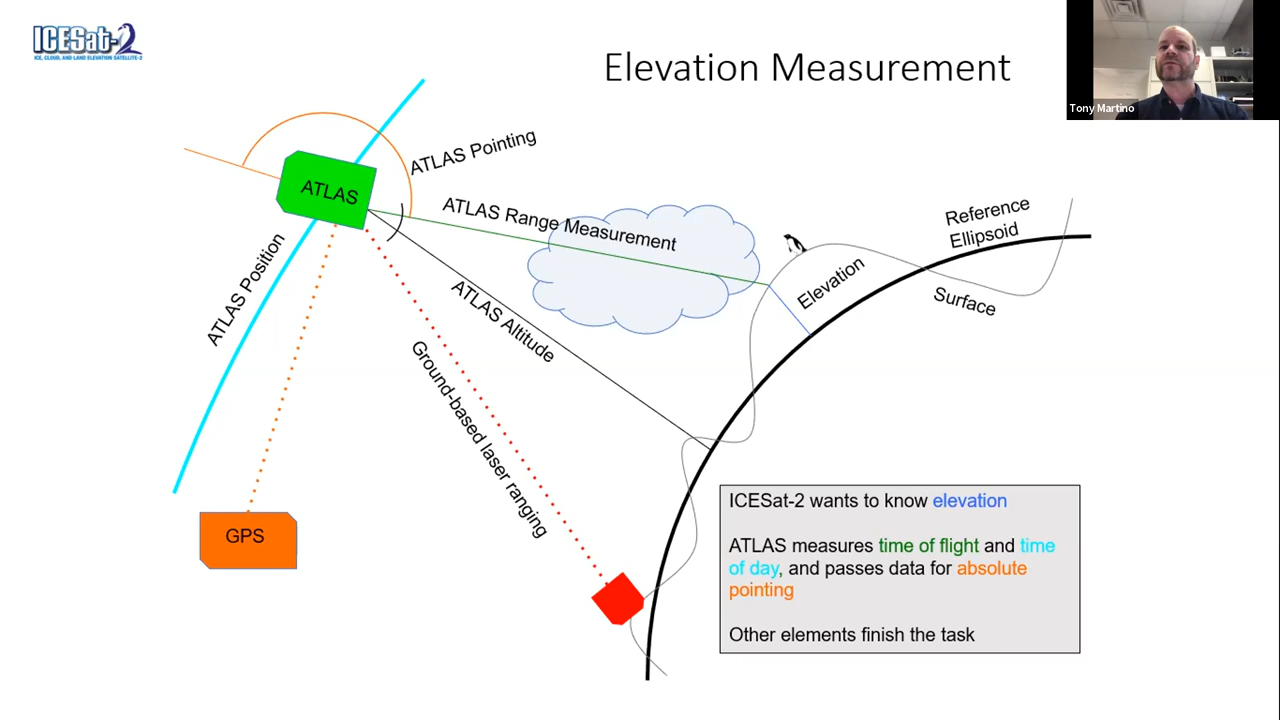 ICESat-2
ICE, CLOUD, AND LAND ELEVATION SATELLITE-2
Elevation Measurement
Tony Martino
ATLAS Pointing
ATLAS
ATLAS Range Measurement
Reference
Ellipsoid
ATLAS Position
Elevation
Surface
ATLAS Altitude
Ground-based laser ranging
GPS
ICESat-2 wants to know elevation
ATLAS measures time of flight and time
of day, and passes data for absolute
pointing
Other elements finish the task